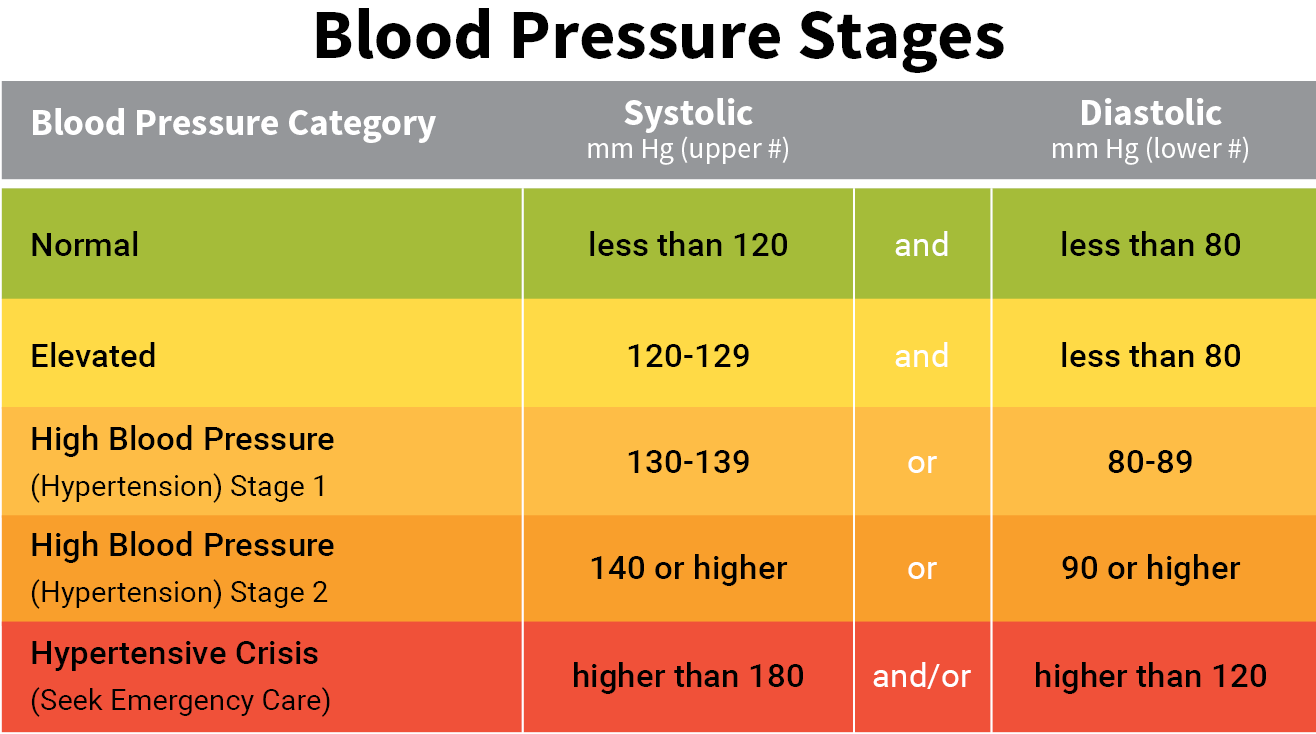 Blood Pressure Stages
Blood Pressure Category
Systolic
mm Hg (upper #)
Diastolic
mm Hg (lower #)
Normal
less than 120
and
less than 80
Elevated
120-129
and
less than 80
High Blood Pressure
(Hypertension) Stage 1
130-139
or
80-89
High Blood Pressure
(Hypertension) Stage 2
140 or higher
or
90 or higher
Hypertensive Crisis
(Seek Emergency Care)
higher than 180
and/or
higher than 120